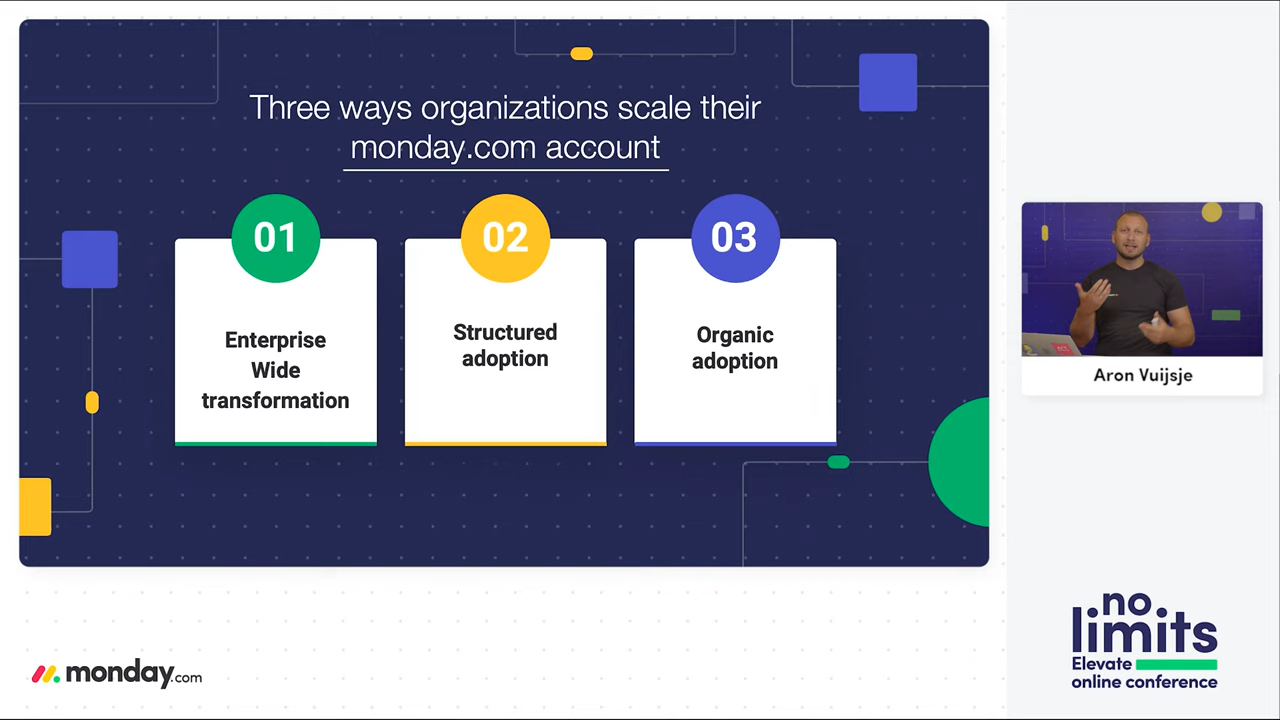 Three ways organizations scale their
monday.com account
01
02
03
Enterprise
Wide
transformation
Structured
adoption
Organic
adoption
Aron Vuijsje
no
limits
Elevate
online conference
monday.com